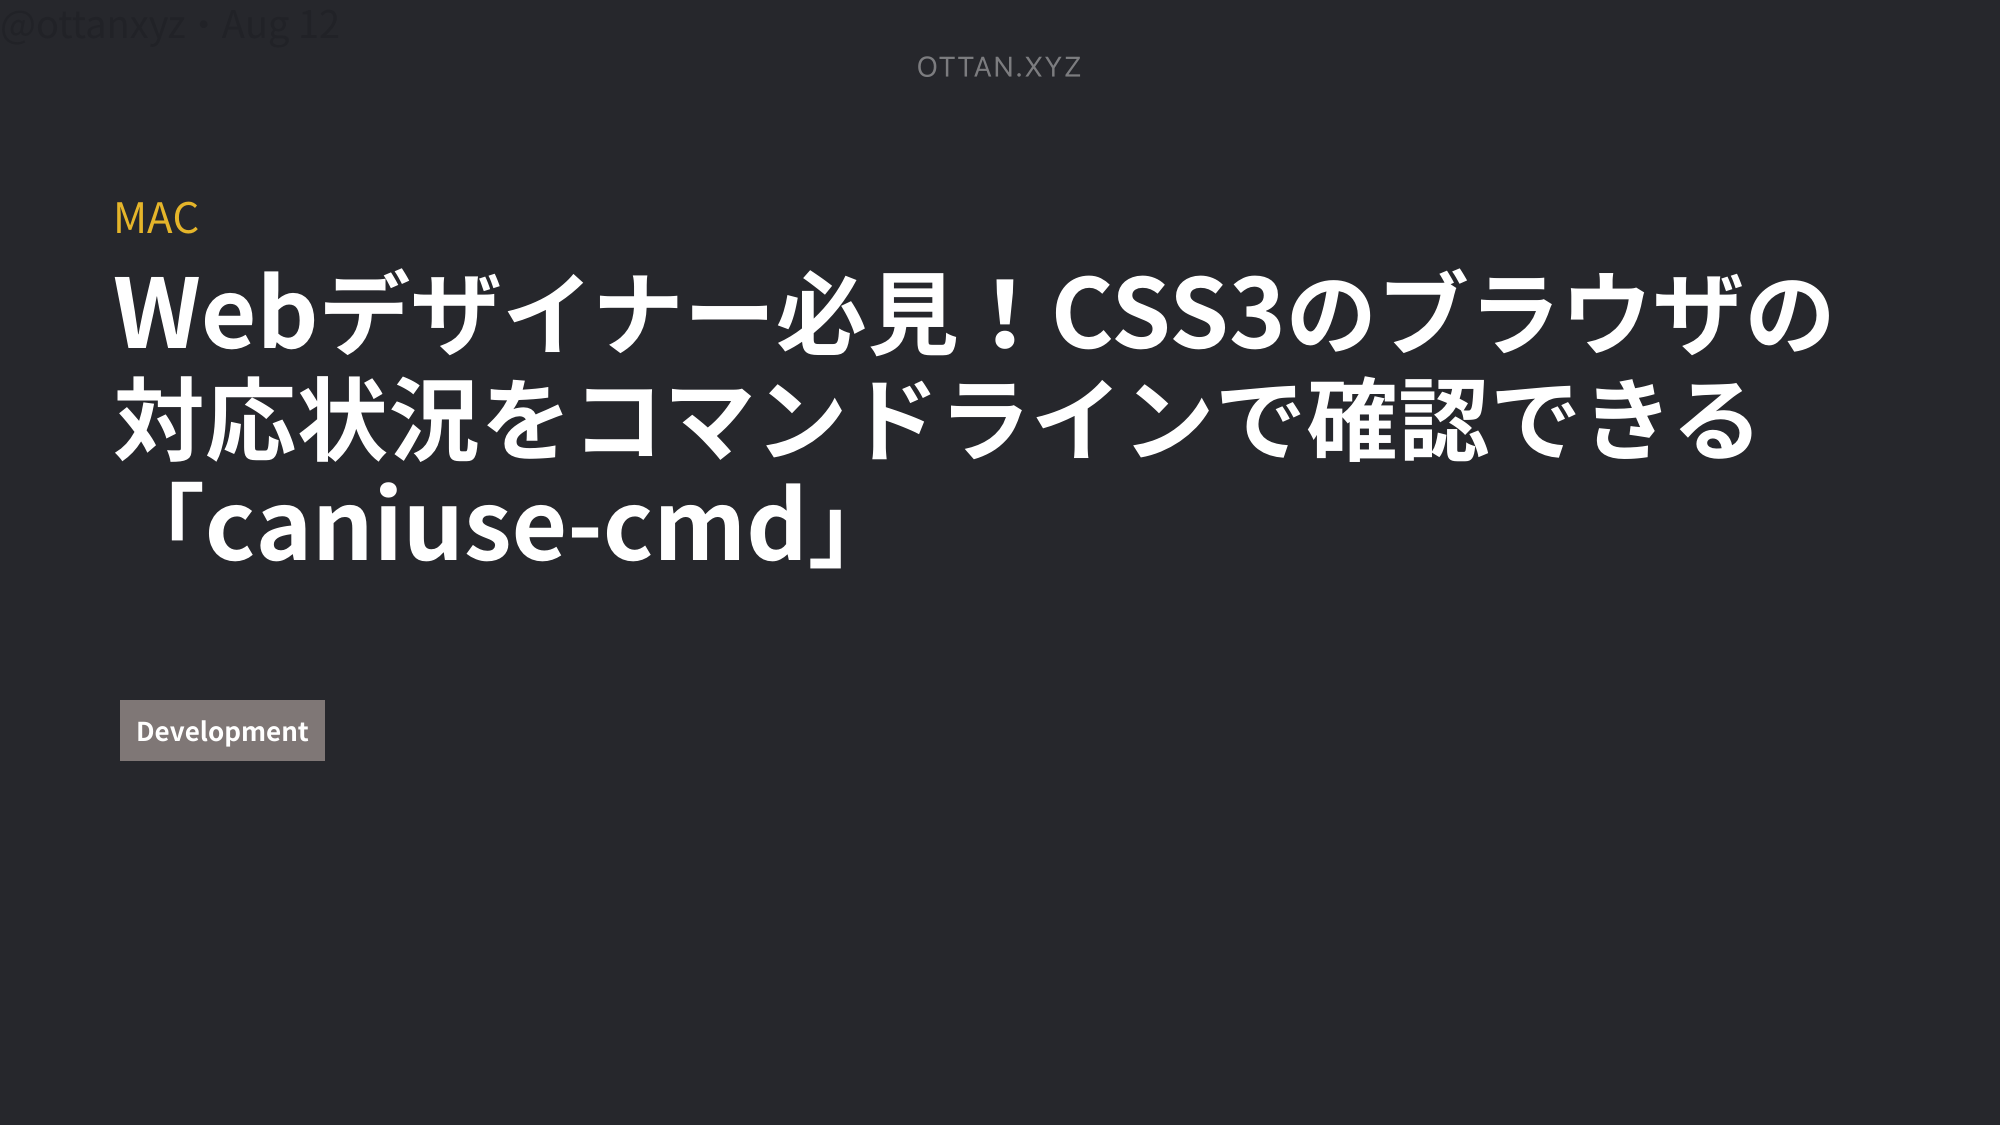 @ottanxyz・Aug 12
OTTAN.XYZ
MAC
Webデザイナー必見！CSS3のブラウザの
対応状況をコマンドラインで確認できる
「caniuse-cmd」
Development